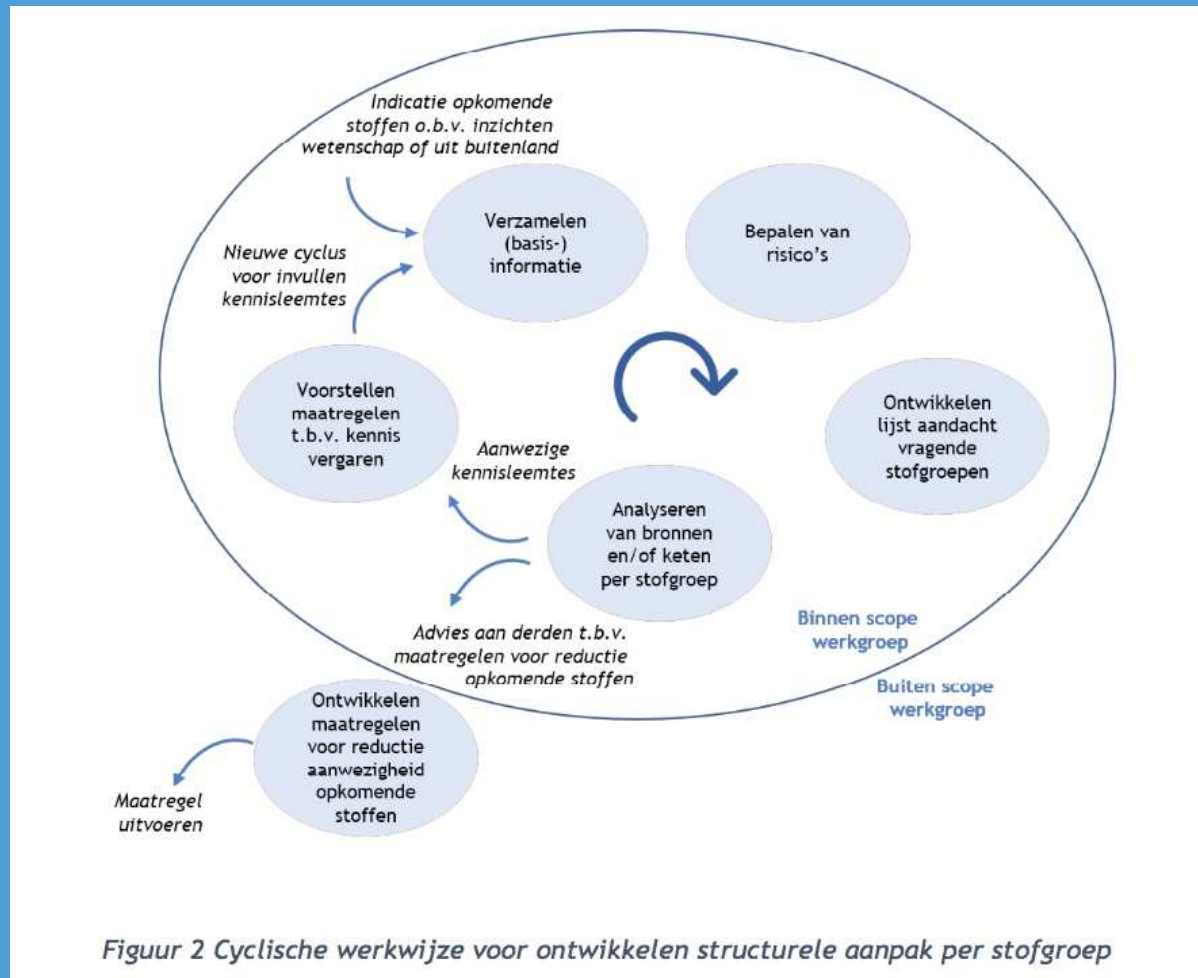 Indicatie opkomende
stoffen o.b.v. inzichten
wetenschap of uit buitenland
Verzamelen
(basis-)
informatie
Bepalen van
risico's
Nieuwe cyclus
voor invullen
kennisleemtes
Voorstellen
maatregelen
t.b.v. kennis
vergaren
Ontwikkelen
lijst aandacht
vragende
stofgroepen
Aanwezige
kennisleemtes
Analyseren
van bronnen
en/of keten
per stofgroep
Advies aan derden t.b.v.
maatregelen voor reductie
opkomende stoffen
Binnen scope
werkgroep
Buiten scope
werkgroep
Ontwikkelen
maatregelen
voor reductie
aanwezigheid
opkomende
stoffen
Maatregel
uitvoeren
Figuur 2 Cyclische werkwijze voor ontwikkelen structurele aanpak per stofgroep